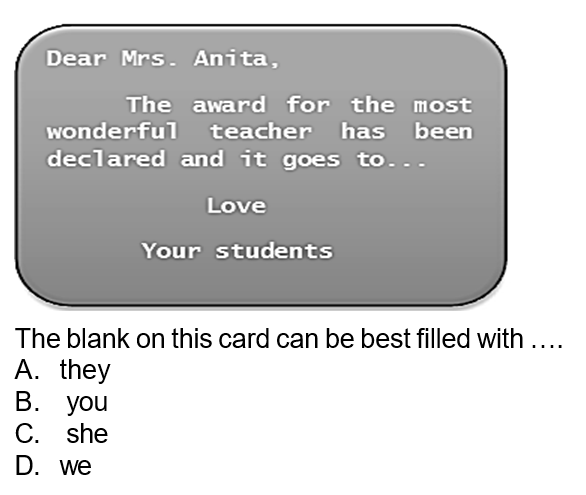 Dear Mrs. Anita,
The award for the most
wonderful teacher has been
declared and it goes to...
Love
Your students
The blank on this card can be best filled with ....
A. they
B. you
C. she
D. we